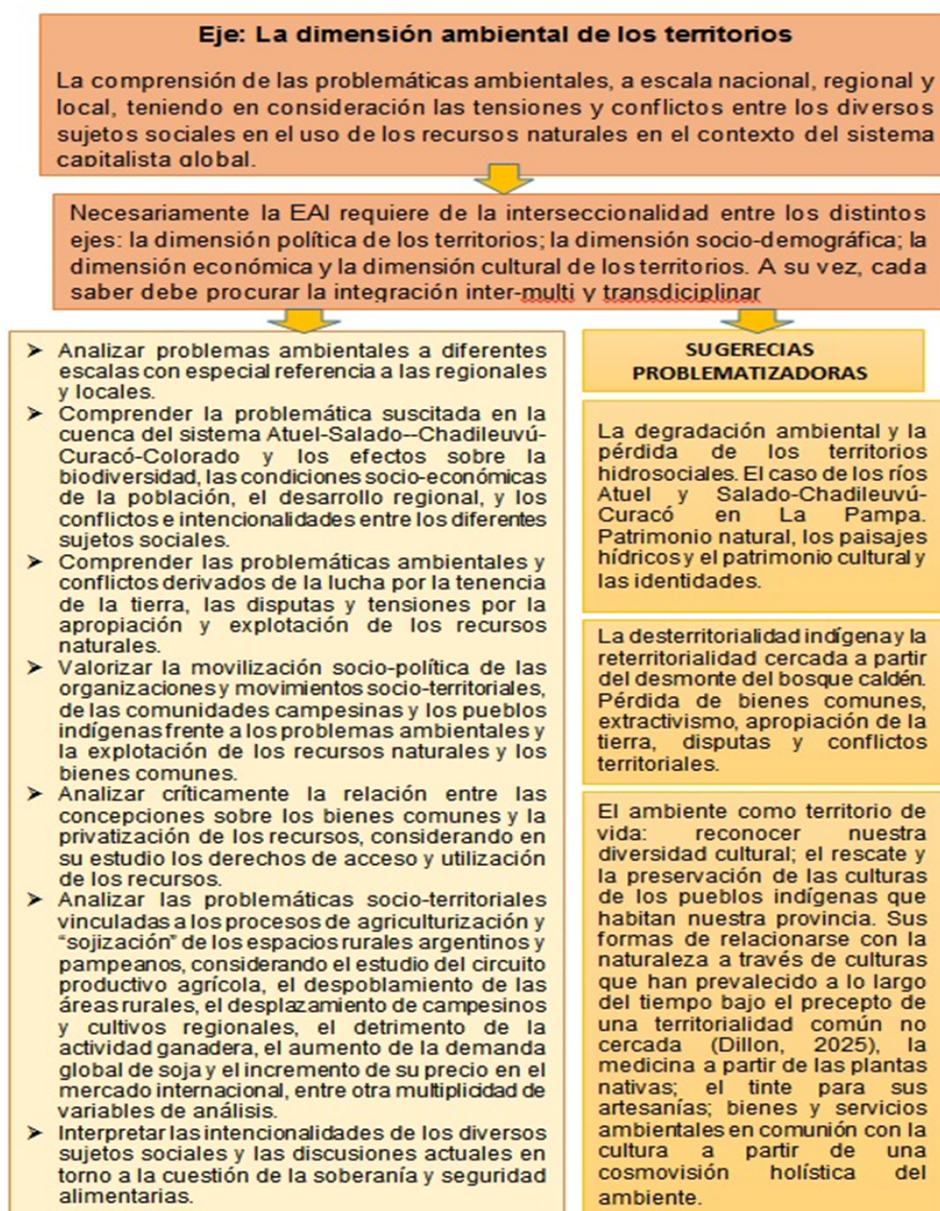 Eje: La dimensión ambiental de los territorios
La comprensión de las problemáticas ambientales, a escala nacional, regional y
local, teniendo en consideración las tensiones y conflictos entre los diversos
sujetos sociales en el uso de los recursos naturales en el contexto del sistema
capitalista global.
Necesariamente la EAI requiere de la interseccionalidad entre los distintos
ejes: la dimensión política de los territorios; la dimensión socio-demográfica; la
dimensión económica y la dimensión cultural de los territorios. A su vez, cada
saber debe procurar la integración inter-multi y transdiciplinar
➤ Analizar problemas ambientales a diferentes
escalas con especial referencia a las regionales
y locales.
➤ Comprender la problemática suscitada en la
cuenca del sistema Atuel-Salado--Chadileuvú-
Curacó-Colorado y los efectos sobre la
biodiversidad, las condiciones socio-económicas
de la población, el desarrollo regional, y los
conflictos e intencionalidades entre los diferentes
sujetos sociales.
➤ Comprender las problemáticas ambientales y
conflictos derivados de la lucha por la tenencia
de la tierra, las disputas y tensiones por la
apropiación y explotación de los recursos
naturales.
➤ Valorizar la movilización socio-política de las
organizaciones y movimientos socio-territoriales,
de las comunidades campesinas y los pueblos
indígenas frente a los problemas ambientales y
la explotación de los recursos naturales y los
bienes comunes.
➤ Analizar críticamente la relación entre las
concepciones sobre los bienes comunes y la
privatización de los recursos, considerando en
su estudio los derechos de acceso y utilización
de los recursos.
➤ Analizar las problemáticas socio-territoriales
vinculadas a los procesos de agriculturización y
"sojización" de los espacios rurales argentinos y
pampeanos, considerando el estudio del circuito
productivo agrícola, el despoblamiento de las
áreas rurales, el desplazamiento de campesinos
y cultivos regionales, el detrimento de la
actividad ganadera, el aumento de la demanda
global de soja y el incremento de su precio en el
mercado internacional, entre otra multiplicidad de
variables de análisis.
➤ Interpretar las intencionalidades de los diversos
sujetos sociales y las discusiones actuales en
torno a la cuestión de la soberanía y seguridad
alimentarias.
SUGERECIAS
PROBLEMATIZADORAS
La degradación ambiental y la
pérdida de los territorios
hidrosociales. El caso de los ríos
Atuel y Salado-Chadileuvú-
Curacó en La Pampa.
Patrimonio natural, los paisajes
hídricos y el patrimonio cultural y
las identidades.
La desterritorialidad indígena y la
reterritorialidad cercada a partir
del desmonte del bosque caldén.
Pérdida de bienes comunes,
extractivismo, apropiación de la
tierra, disputas y conflictos
territoriales.
El ambiente como territorio de
vida: reconocer nuestra
diversidad cultural; el rescate y
la preservación de las culturas
de los pueblos indígenas que
habitan nuestra provincia. Sus
formas de relacionarse con la
naturaleza a través de culturas
que han prevalecido a lo largo
del tiempo bajo el precepto de
una territorialidad común no
cercada (Dillon, 2025), la
medicina a partir de las plantas
nativas; el tinte para sus
artesanías; bienes y servicios
ambientales en comunión con la
cultura a partir de una
cosmovisión holística del
ambiente.